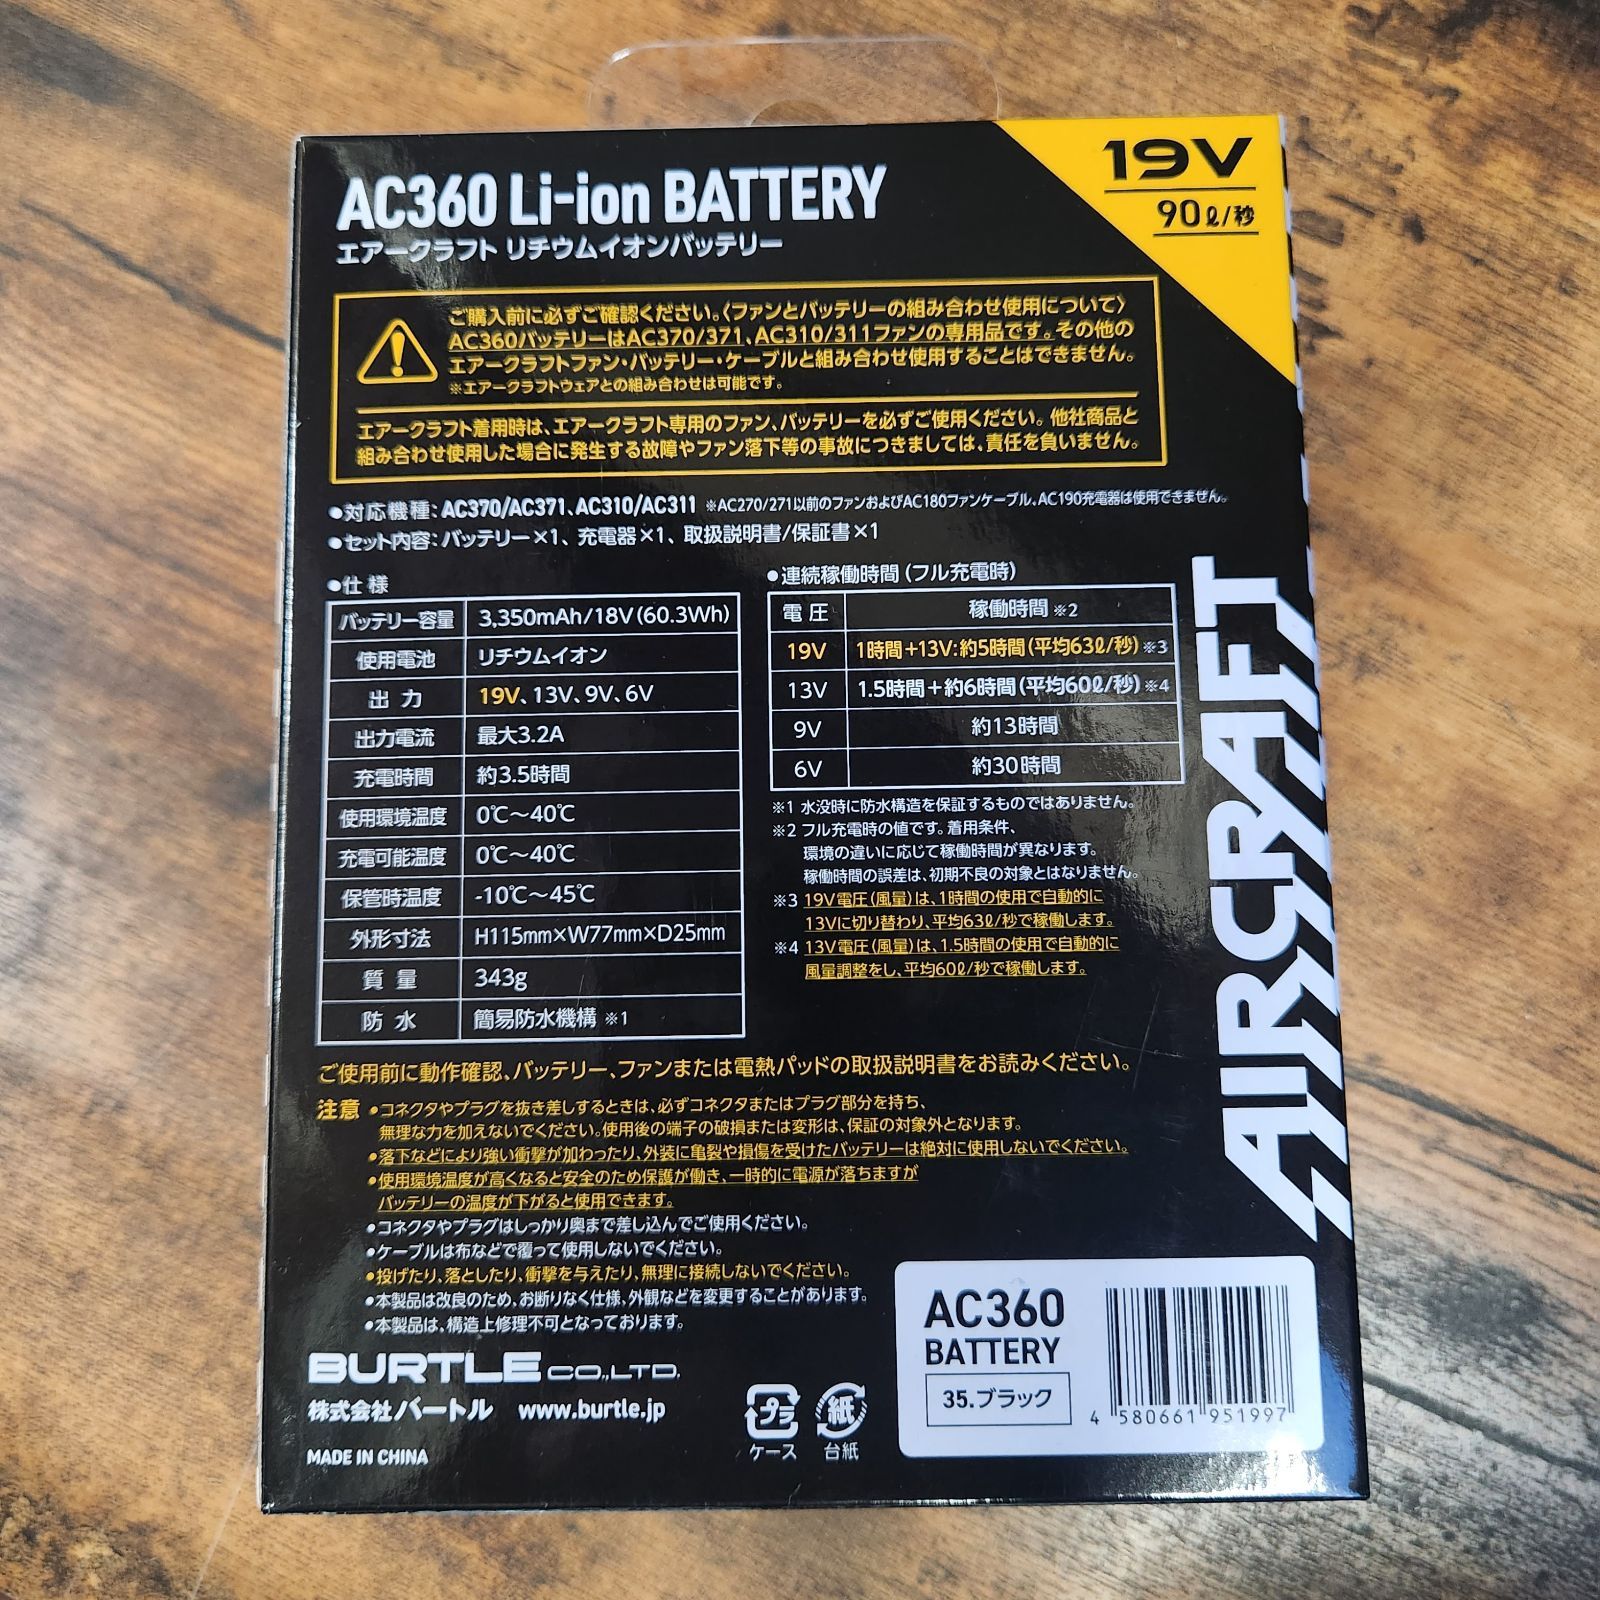 AC360 Li-ion BATTERY
エアークラフト リチウムイオンバッテリー
19V
90ℓ/秒
ご購入前に必ずご確認ください。〈ファンとバッテリーの組み合わせ使用について〉
AC360バッテリーはAC370/371、AC310/311ファンの専用品です。その他の
エアークラフトファン・バッテリー・ケーブルと組み合わせ使用することはできません。
※エアークラフトウェアとの組み合わせは可能です。
エアークラフト着用時は、エアークラフト専用のファン、バッテリーを必ずご使用ください。他社商品と
組み合わせ使用した場合に発生する故障やファン落下等の事故につきましては、責任を負いません。
●対応機種: AC370/AC371、AC310/AC311 ※AC270/271以前のファンおよびAC180ファンケーブル、AC190充電器は使用できません。
●セット内容: バッテリー×1、充電器×1、取扱説明書/保証書×1
●仕様
バッテリー容量 3,350mAh/18V(60.3Wh)
使用電池 リチウムイオン
出力 19V、13V、9V、6V
出力電流 最大3.2A
充電時間 約3.5時間
使用環境温度 0℃～40℃
充電可能温度 0℃～40℃
保管時温度 -10℃～45℃
外形寸法 H115mm×W77mm×D25mm
質量 343g
防水 簡易防水機構 ※1
●連続稼働時間(フル充電時)
電圧 稼働時間 ※2
19V 1時間+13V:約5時間(平均63ℓ/秒) ※3
13V 1.5時間+約6時間(平均60ℓ/秒) ※4
9V 約13時間
6V 約30時間
※1 水没時に防水構造を保証するものではありません。
※2 フル充電時の値です。着用条件、
環境の違いに応じて稼働時間が異なります。
稼働時間の誤差は、初期不良の対象とはなりません。
※3 19V電圧(風量)は、1時間の使用で自動的に
13Vに切り替わり、平均63ℓ/秒で稼働します。
※4 13V電圧(風量)は、1.5時間の使用で自動的に
風量調整をし、平均60ℓ/秒で稼働します。
AIRCRAFT
ご使用前に動作確認、バッテリー、ファンまたは電熱パッドの取扱説明書をお読みください。
注意 ●コネクタやプラグを抜き差しするときは、必ずコネクタまたはプラグ部分を持ち、
無理な力を加えないでください。使用後の端子の破損または変形は、保証の対象外となります。
●落下などにより強い衝撃が加わったり、外装に亀裂や損傷を受けたバッテリーは絶対に使用しないでください。
●使用環境温度が高くなると安全のため保護が働き、一時的に電源が落ちますが
バッテリーの温度が下がると使用できます。
●コネクタやプラグはしっかり奥まで差し込んでご使用ください。
●ケーブルは布などで覆って使用しないでください。
●投げたり、落としたり、衝撃を与えたり、無理に接続しないでください。
●本製品は改良のため、お断りなく仕様、外観などを変更することがあります。
●本製品は、構造上修理不可となっております。
BURTLE CO.,LTD.
株式会社バートル www.burtle.jp
MADE IN CHINA
プラ
ケース
紙
台紙
AC360
BATTERY
35.ブラック
4 580661 951997